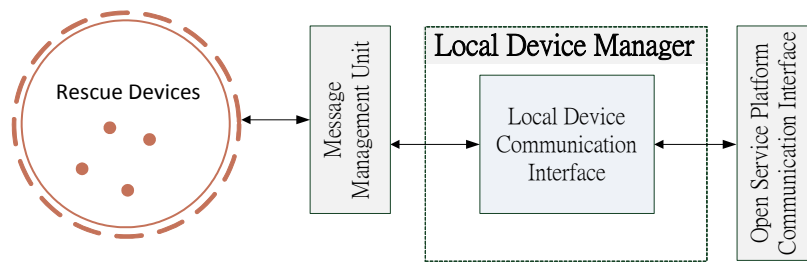 Rescue Devices
Message
Management Unit
Local Device Manager
Local Device
Communication
Interface
Open Service Platform
Communication Interface